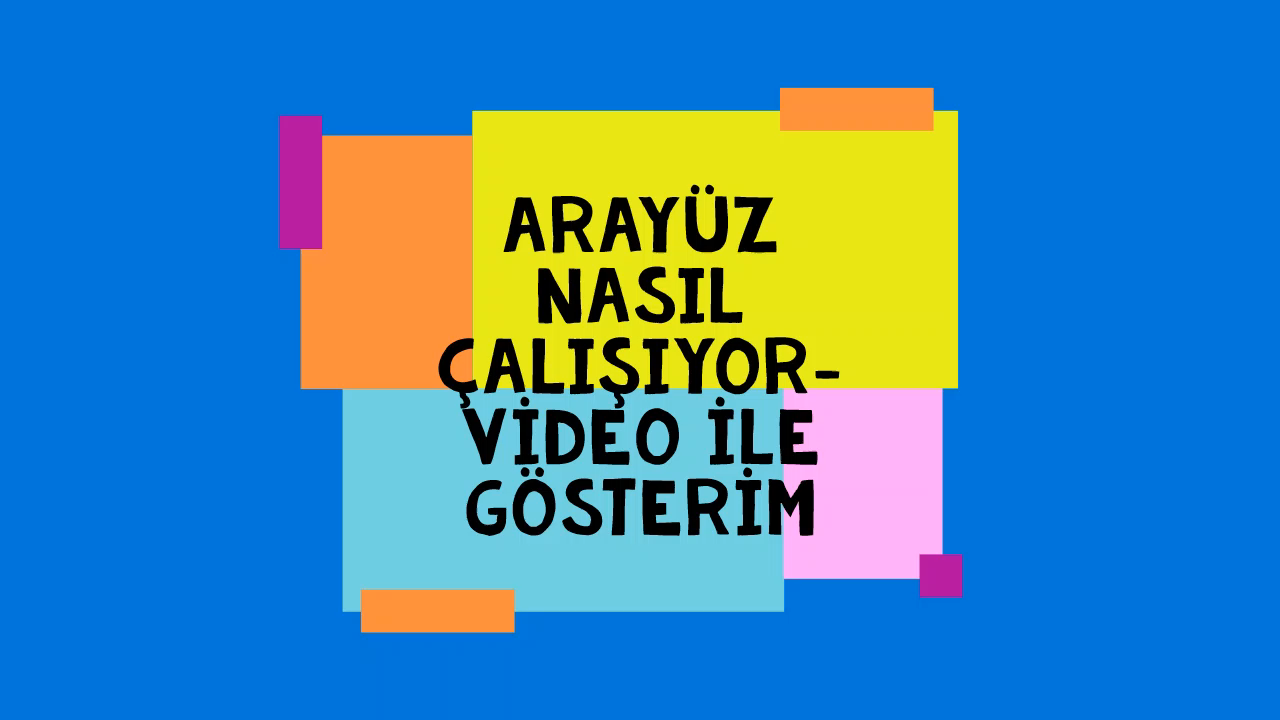 ARAYÜZ
NASIL
ÇALIŞIYOR-
VİDEO İLE
GÖSTERİM